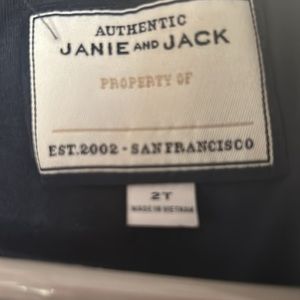 AUTHENTIC
JANIE AND JACK
PROPERTY OF
EST. 2002 - SAN FRANCISCO
2T
MADE IN VIETNAM